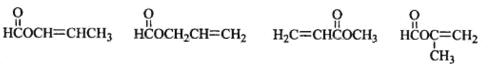 O O O O
HCOCH=CHCH₃ HCOCH₂CH=CH₂ H₂C=CHCOCH₃ HCOC=CH₂
CH₃